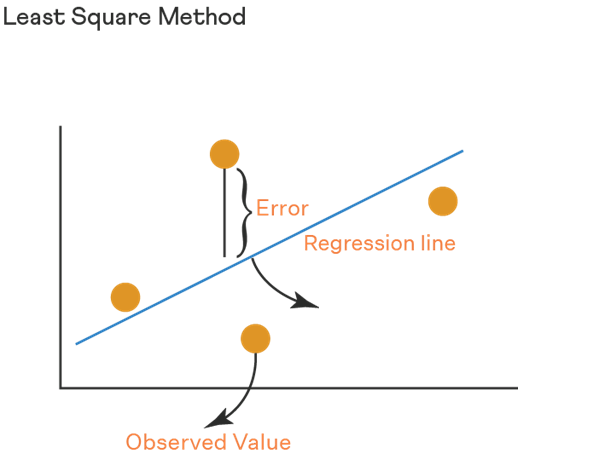 Least Square Method
Error
Regression line
Observed Value